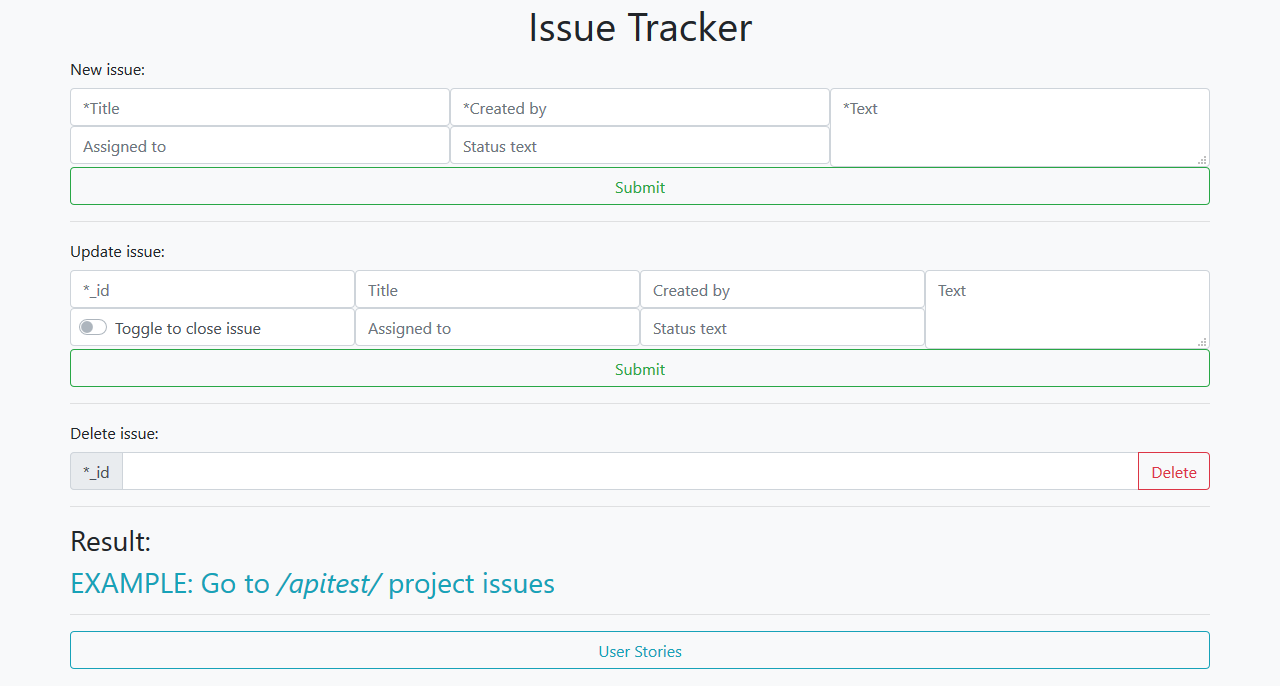 Issue Tracker
New issue:
*Title
*Created by
*Text
Assigned to
Status text
Submit
Update issue:
*_id
Title
Created by
Text
Toggle to close issue
Assigned to
Status text
Submit
Delete issue:
*_id
Delete
Result:
EXAMPLE: Go to /apitest/ project issues
User Stories